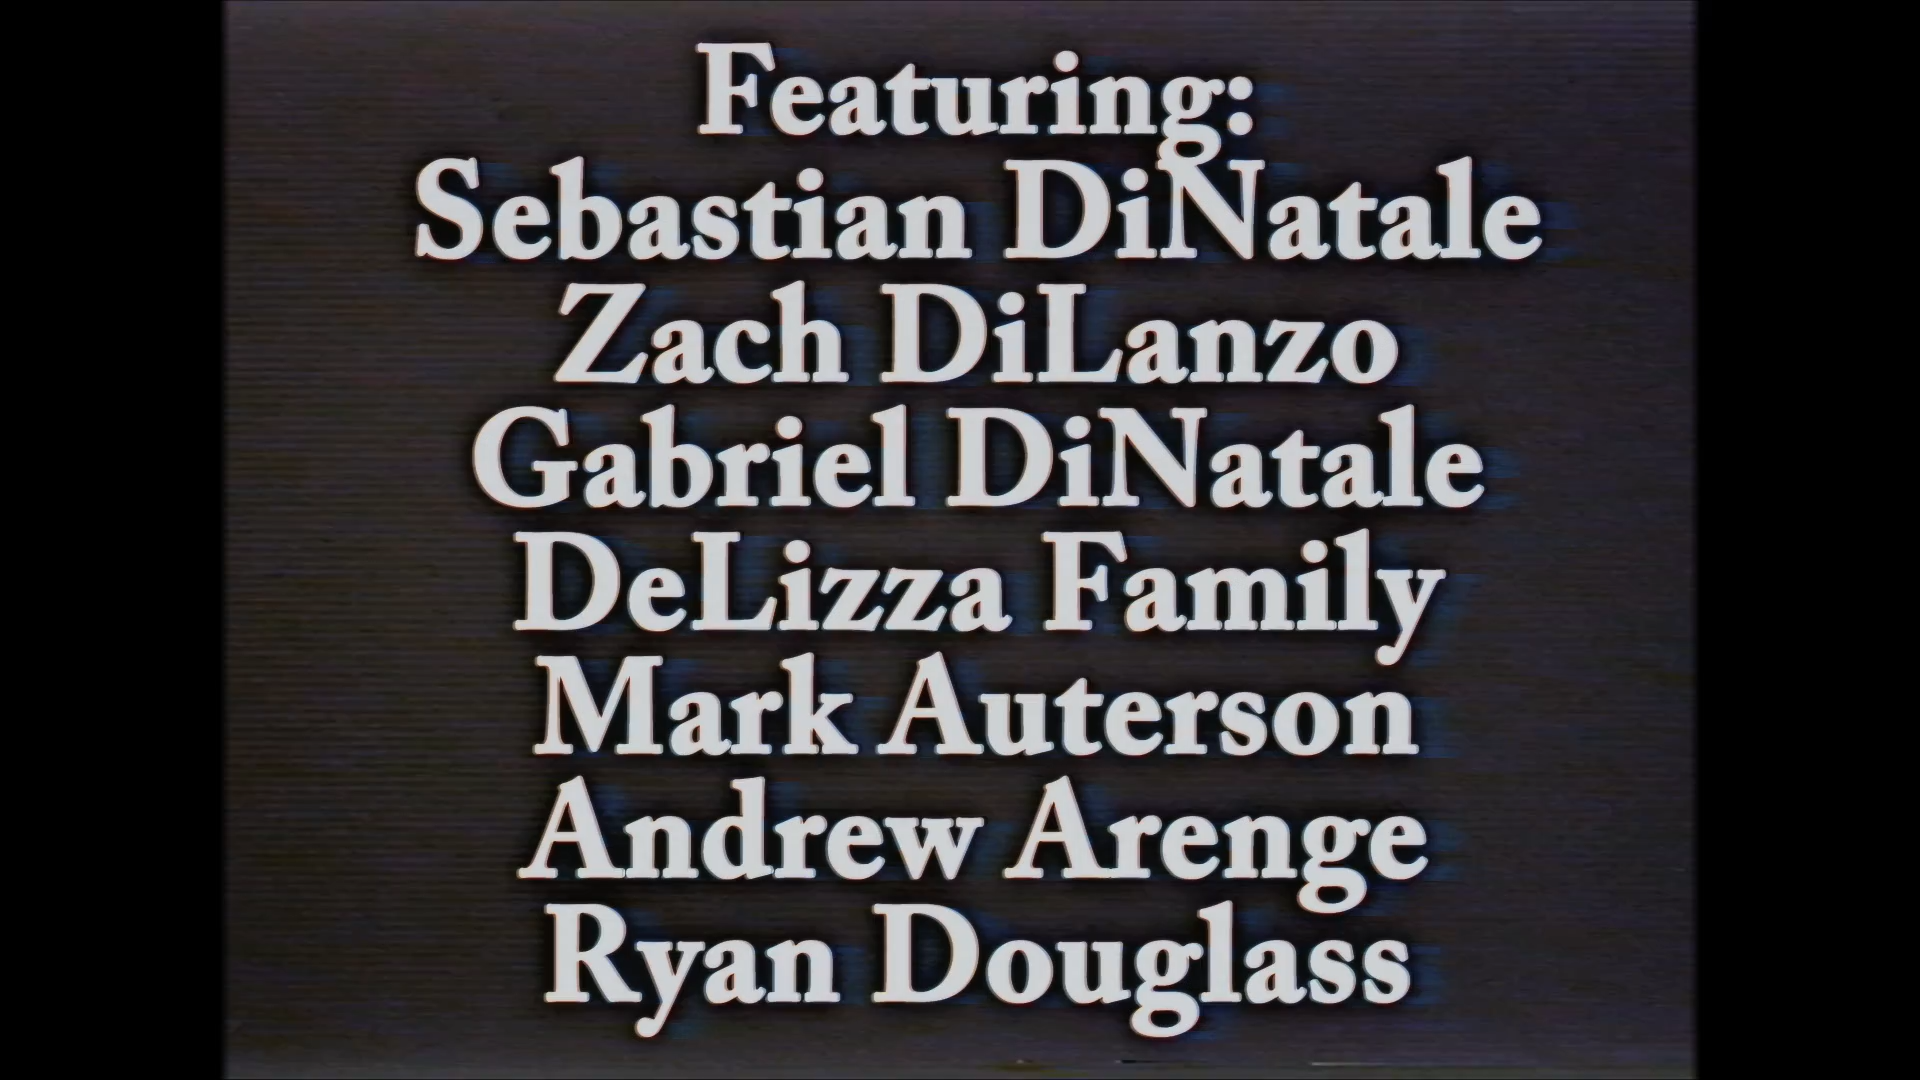 Featuring:
Sebastian DiNatale
Zach DiLanzo
Gabriel DiNatale
DeLizza Family
Mark Auterson
Andrew Arenge
Ryan Douglass